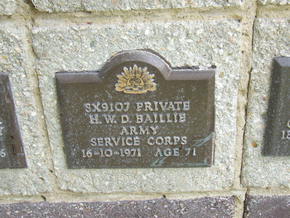 SX9107 PRIVATE
H.W.D. BAILLIE
ARMY
SERVICE CORPS
16-10-1971 AGE 71